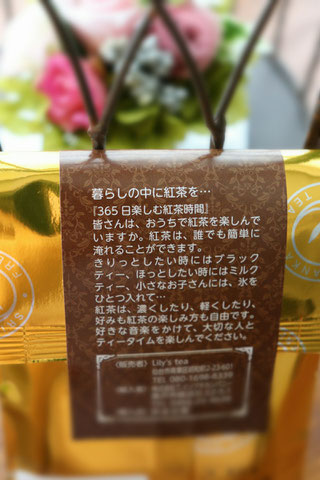 暮らしの中に紅茶を…
『365日楽しむ紅茶時間』
皆さんは、おうちで紅茶を楽しんで
いますか。紅茶は、誰でも簡単に
淹れることができます。
きりっとしたい時にはブラック
ティー、ほっとしたい時にはミルク
ティー、小さなお子さんには、氷を
ひとつ入れて…
紅茶は、濃くしたり、軽くしたり、
好みも紅茶の楽しみ方も自由です。
好きな音楽をかけて、大切な人と
ティータイムを楽しんでください。
〈販売者〉 Lily's tea